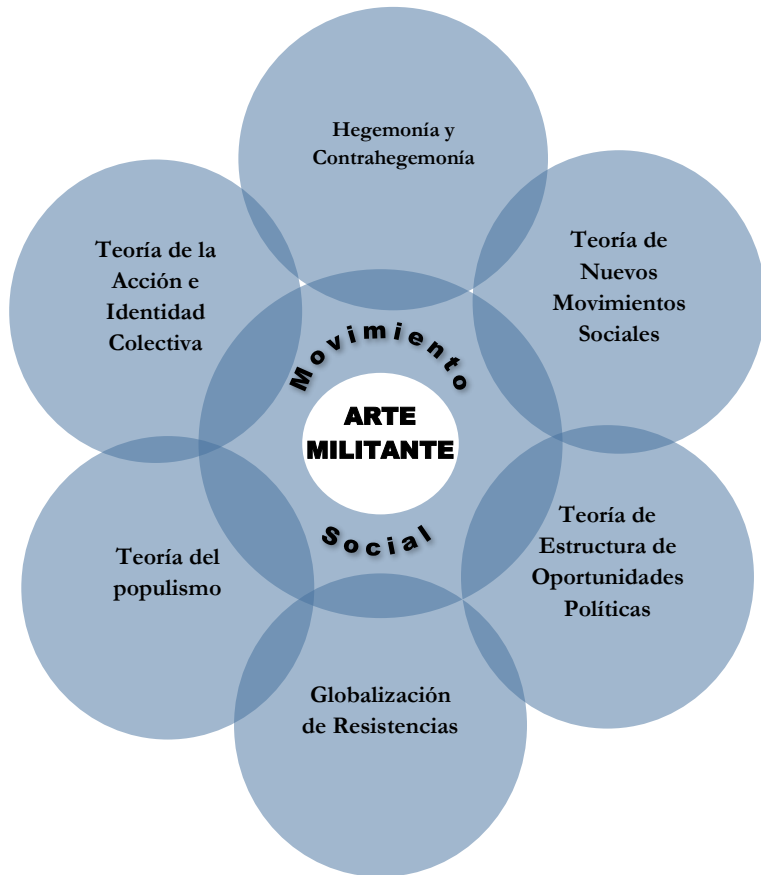 Hegemonía y
Contrahegemonía
Teoría de la
Acción e
Identidad
Colectiva
Teoría de
Nuevos
Movimientos
Sociales
Movimiento
ARTE
MILITANTE
Social
Teoría del
populismo
Teoría de
Estructura de
Oportunidades
Políticas
Globalización
de Resistencias